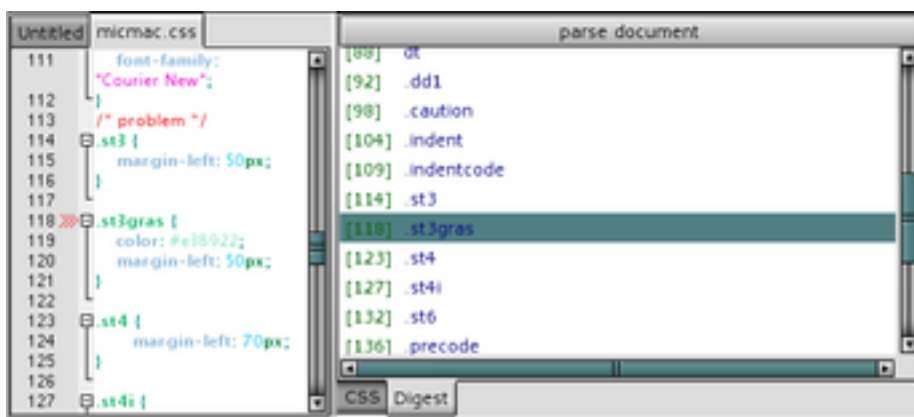 Untitled micmac.css
111 font-family:
"Courier New";
112 }
113 /* problem */
114 .st3 {
115 margin-left: 50px;
116 }
117
118 .st3gras {
119 color: #e38922;
120 margin-left: 50px;
121 }
122
123 .st4 {
124 margin-left: 70px;
125 }
126
127 .st4i {
parse document
[88] dt
[92] .dd1
[98] .caution
[104] .indent
[109] .indentcode
[114] .st3
[118] .st3gras
[123] .st4
[127] .st4i
[132] .st6
[136] .precode
CSS Digest